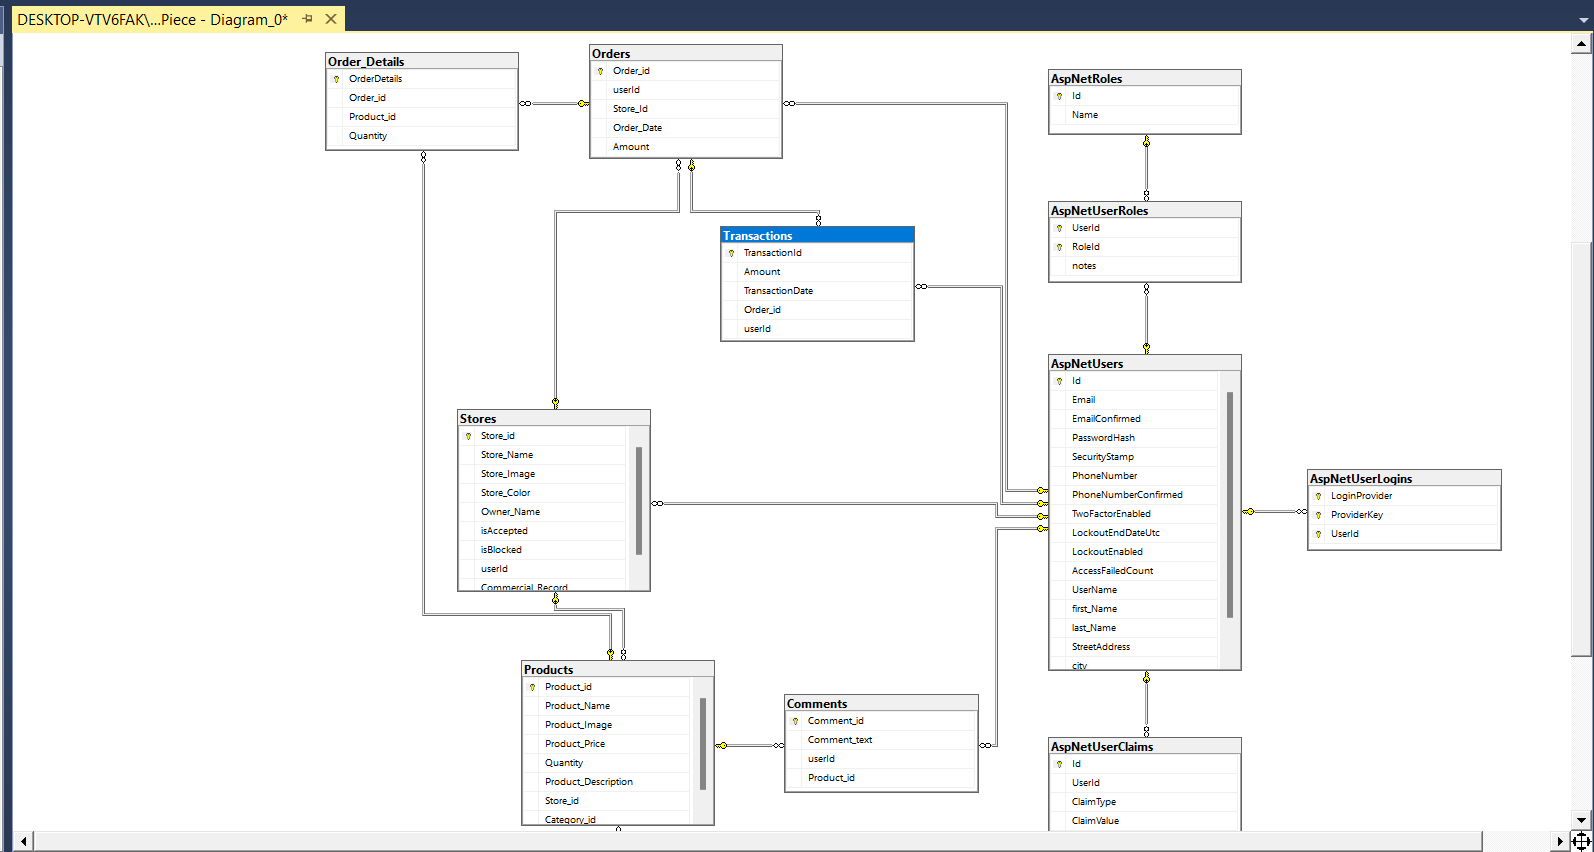 DESKTOP-VTV6FAK\...Piece - Diagram_0*
Order_Details
OrderDetails
Order_id
Product_id
Quantity
Orders
Order_id
userId
Store_Id
Order_Date
Amount
AspNetRoles
Id
Name
AspNetUserRoles
UserId
RoleId
notes
Transactions
TransactionId
Amount
TransactionDate
Order_id
userId
AspNetUsers
Id
Email
EmailConfirmed
PasswordHash
SecurityStamp
PhoneNumber
PhoneNumberConfirmed
TwoFactorEnabled
LockoutEndDateUtc
LockoutEnabled
AccessFailedCount
UserName
first_Name
last_Name
StreetAddress
city
Stores
Store_id
Store_Name
Store_Image
Store_Color
Owner_Name
isAccepted
isBlocked
userId
Commercial_Record
AspNetUserLogins
LoginProvider
ProviderKey
UserId
Products
Product_id
Product_Name
Product_Image
Product_Price
Quantity
Product_Description
Store_id
Category_id
Comments
Comment_id
Comment_text
userId
Product_id
AspNetUserClaims
Id
UserId
ClaimType
ClaimValue